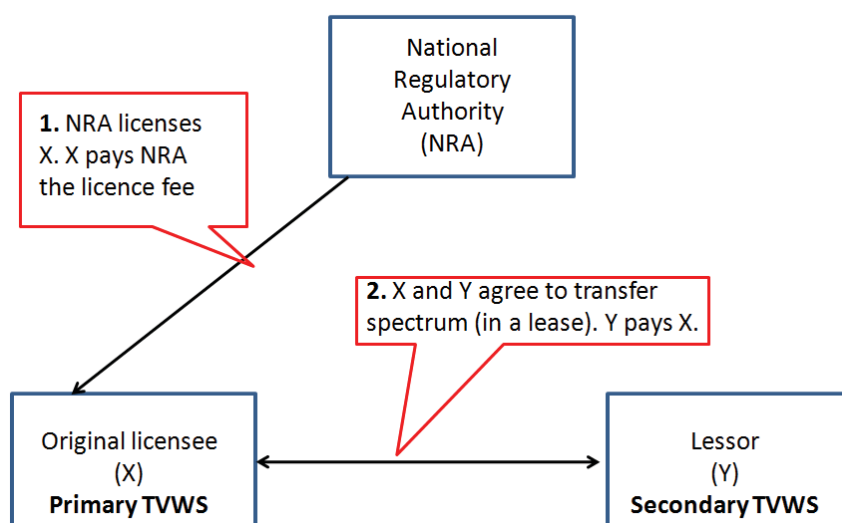 National
Regulatory
Authority
(NRA)
1. NRA licenses
X. X pays NRA
the licence fee
2. X and Y agree to transfer
spectrum (in a lease). Y pays X.
Original licensee
(X)
Primary TVWS
Lessor
(Y)
Secondary TVWS